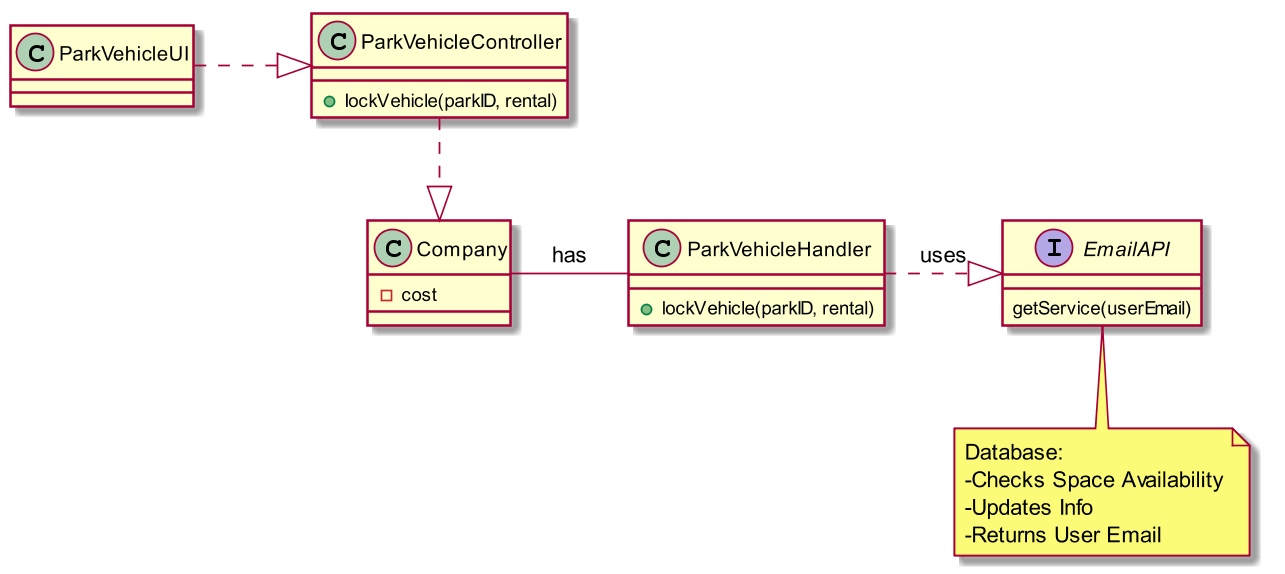 C ParkVehicleUI
C ParkVehicleController
lockVehicle(parkID, rental)
C Company
cost
has
C ParkVehicleHandler
lockVehicle(parkID, rental)
uses
I EmailAPI
getService(userEmail)
Database:
-Checks Space Availability
-Updates Info
-Returns User Email